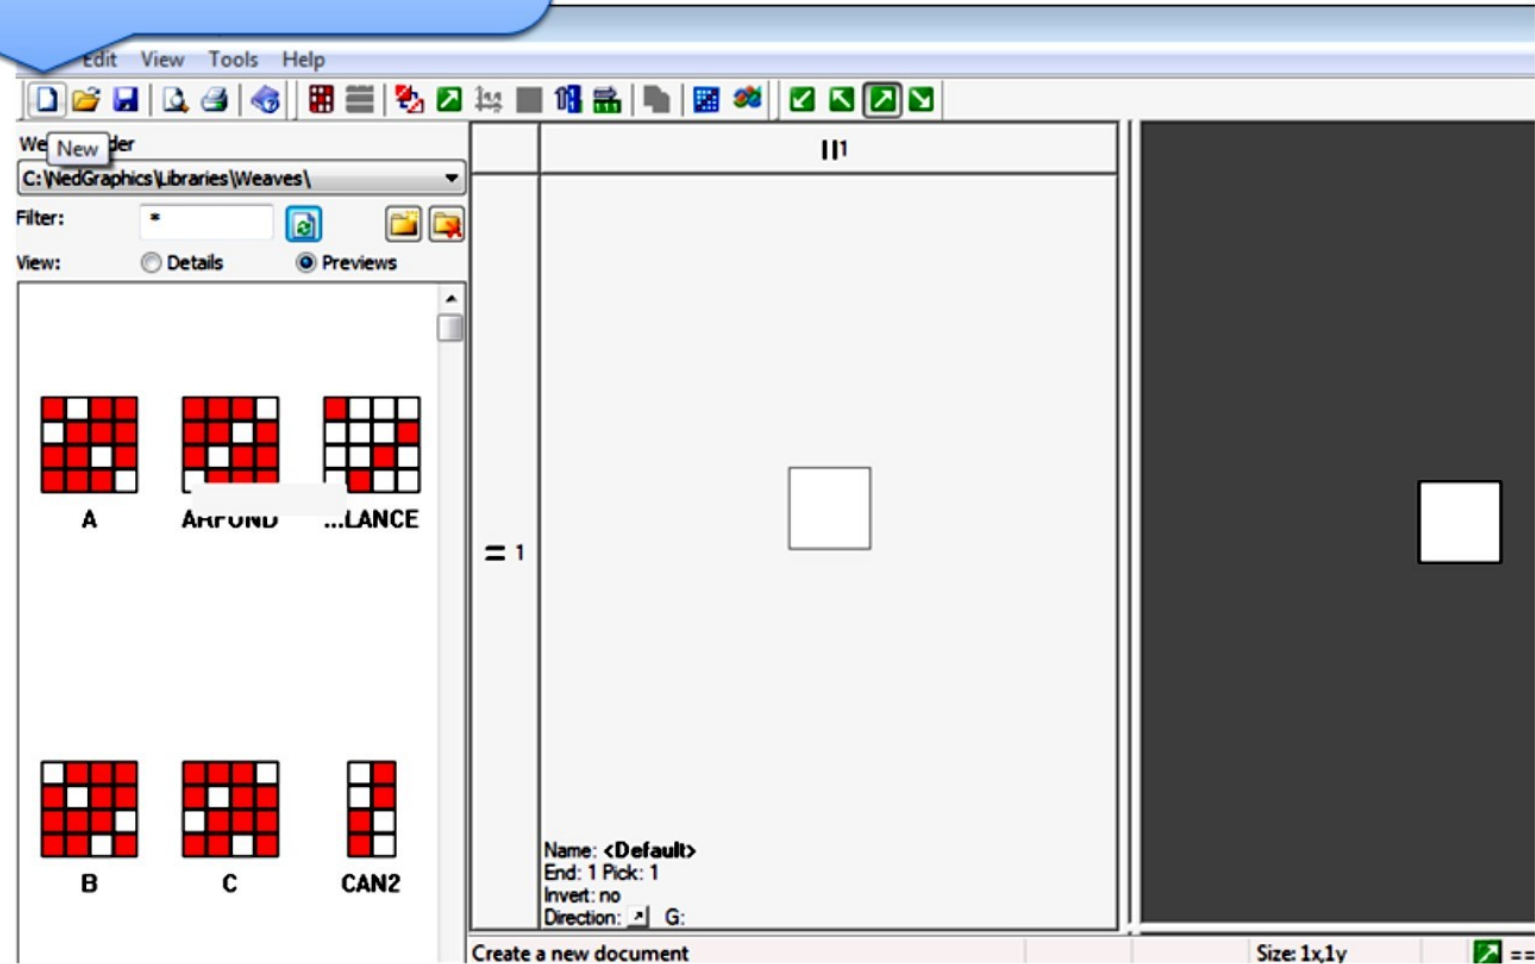 Edit View Tools Help
New
C:\NedGraphics\Libraries\Weaves\
Filter: *
View: Details Previews
A
...LANCE
B
C
CAN2
1
1
Name: <Default>
End: 1 Pick: 1
Invert: no
Direction: G:
Create a new document
Size: 1x,1y
==